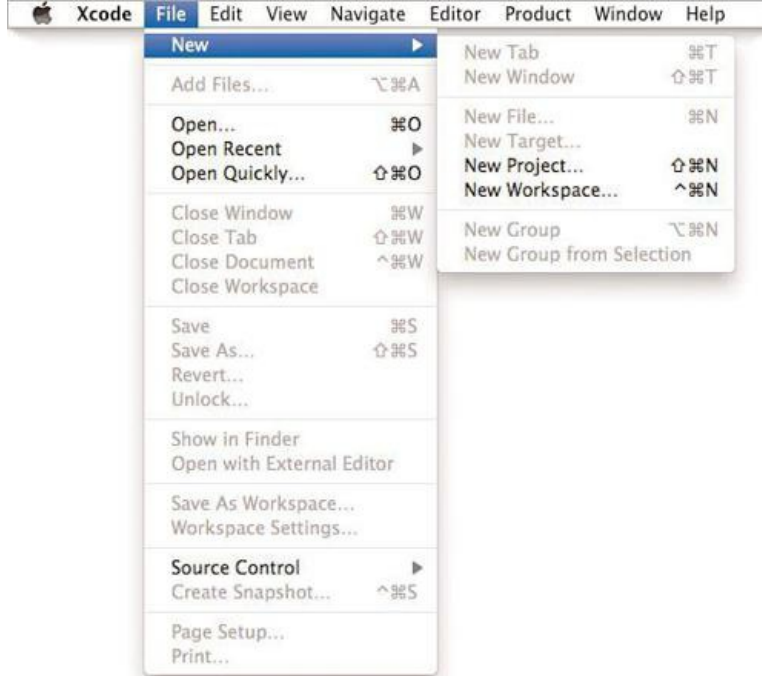 Xcode File Edit View Navigate Editor Product Window Help
New
Add Files... ⌥⌘A
Open... ⌘O
Open Recent
Open Quickly... ⇧⌘O
Close Window ⌘W
Close Tab ⇧⌘W
Close Document ^⌘W
Close Workspace
Save ⌘S
Save As... ⇧⌘S
Revert...
Unlock...
Show in Finder
Open with External Editor
Save As Workspace...
Workspace Settings...
Source Control
Create Snapshot... ^⌘S
Page Setup...
Print...
New Tab ⌘T
New Window ⇧⌘T
New File... ⌘N
New Target...
New Project... ⇧⌘N
New Workspace... ^⌘N
New Group ⌥⌘N
New Group from Selection